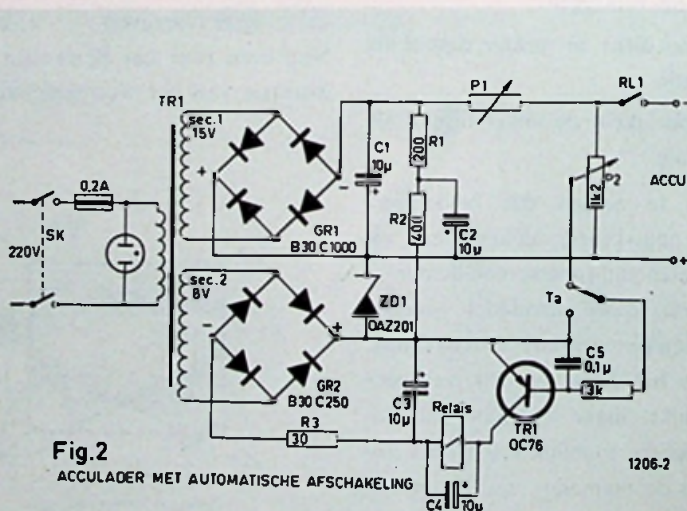 TR1
sec.1
15V
+
-
GR1
B30 C1000
C1
10µ
+
R1
200
R2
400
C2
10µ
+
P1
RL1
-
P2
1k2
ACCU
+
0,2A
SK
220V
sec.2
8V
-
+
GR2
B30 C250
ZD1
OAZ201
Ta
C5
0,1µ
3k
C3
10µ
+
Relais
R3
30
TR1
OC76
C4
10µ
+
Fig.2
ACCULADER MET AUTOMATISCHE AFSCHAKELING
1206-2